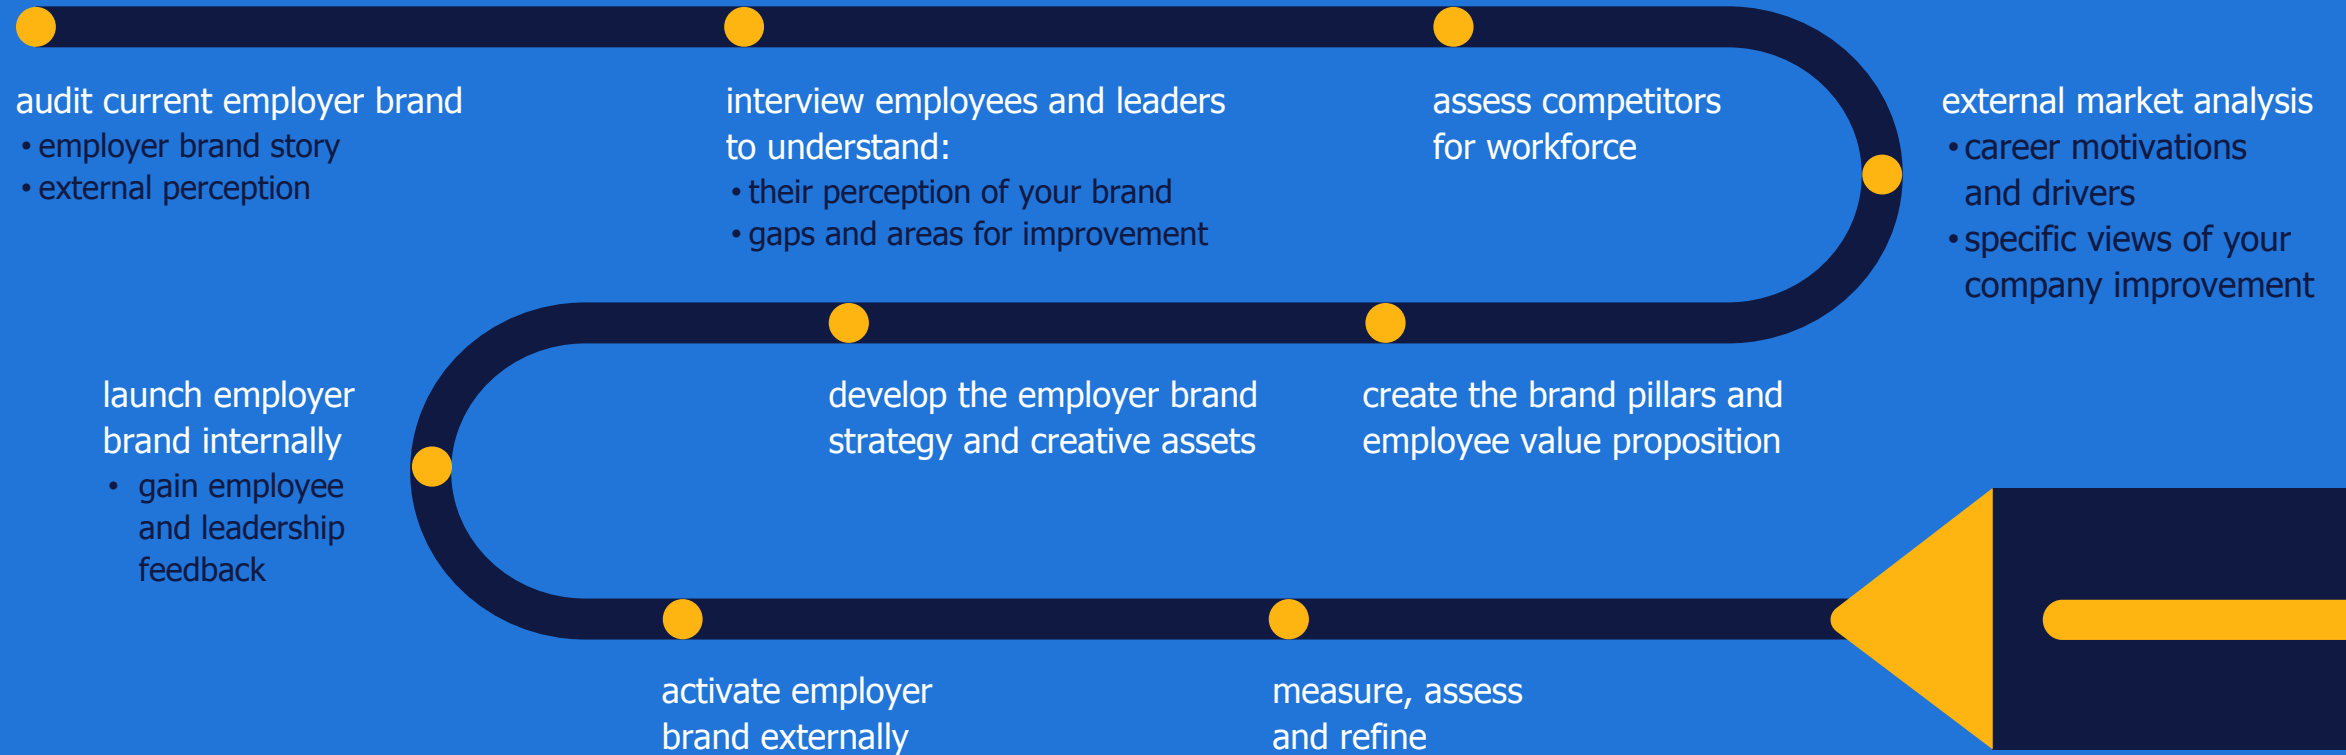 audit current employer brand
• employer brand story
• external perception
interview employees and leaders
to understand:
• their perception of your brand
• gaps and areas for improvement
assess competitors
for workforce
external market analysis
• career motivations
and drivers
• specific views of your
company improvement
create the brand pillars and
employee value proposition
develop the employer brand
strategy and creative assets
launch employer
brand internally
• gain employee
and leadership
feedback
activate employer
brand externally
measure, assess
and refine